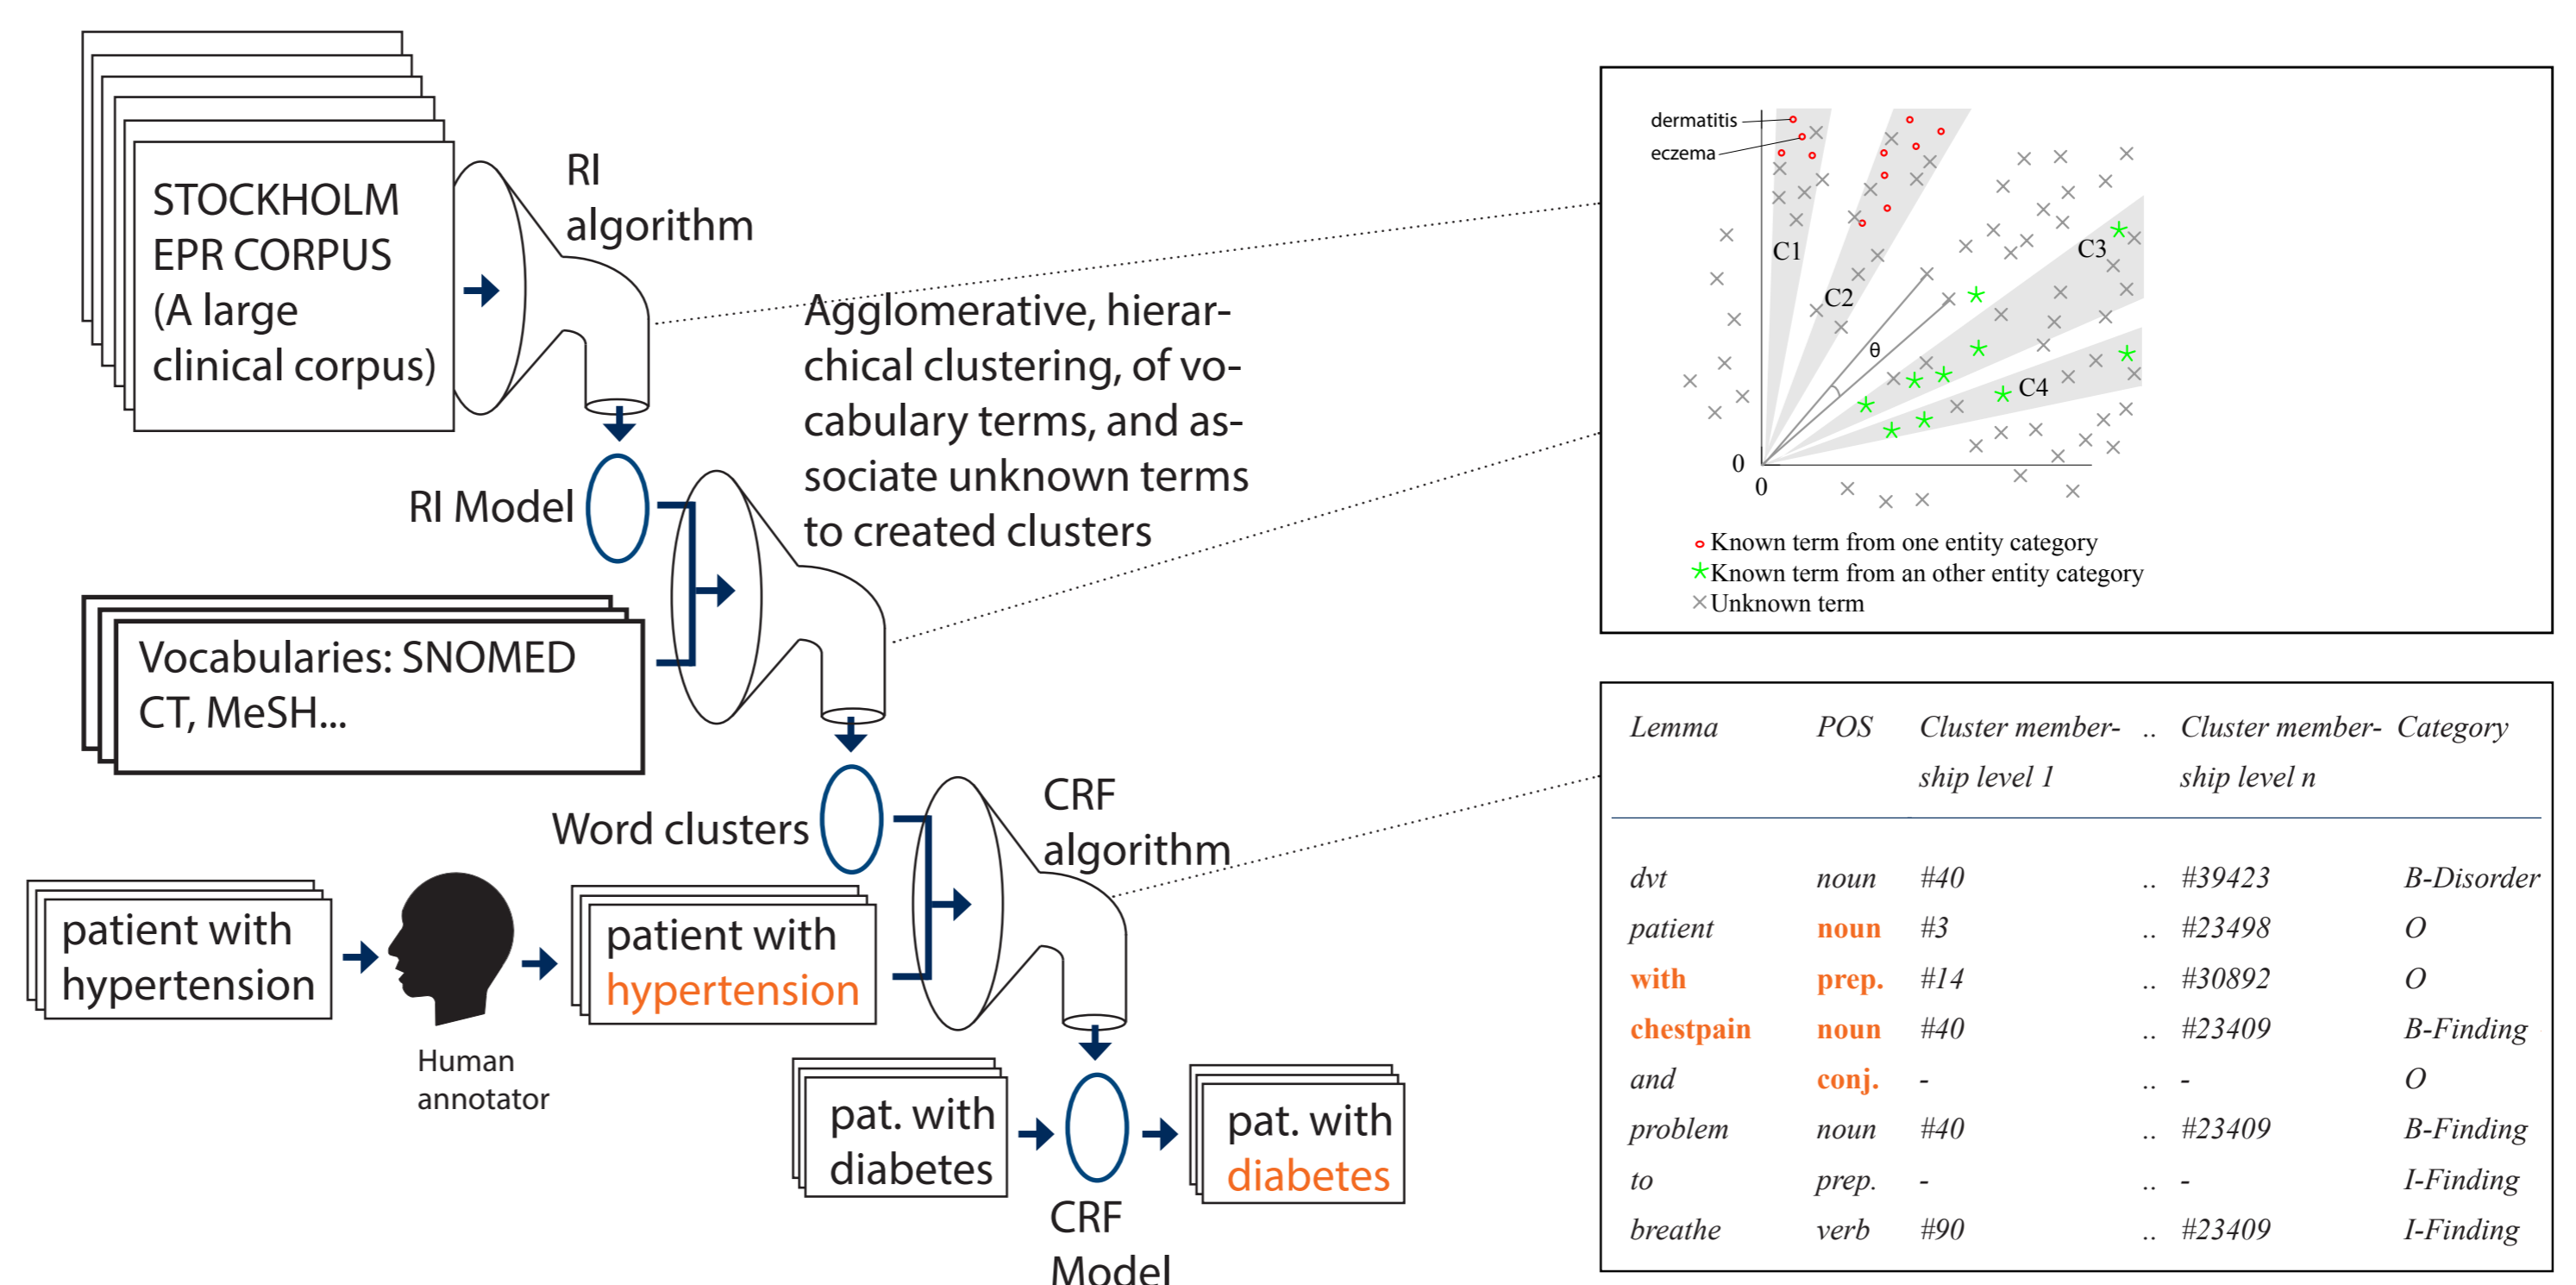 STOCKHOLM
EPR CORPUS
(A large
clinical corpus)
RI
algorithm
RI Model
Agglomerative, hierar-
chical clustering, of vo-
cabulary terms, and as-
sociate unknown terms
to created clusters
Vocabularies: SNOMED
CT, MeSH...
Word clusters
CRF
algorithm
patient with
hypertension
Human
annotator
patient with
hypertension
pat. with
diabetes
CRF
Model
pat. with
diabetes
dermatitis
eczema
C1
C2
C3
C4
θ
0
0
Known term from one entity category
Known term from an other entity category
Unknown term
Lemma POS Cluster member- .. Cluster member- Category
ship level 1 ship level n
dvt noun #40 .. #39423 B-Disorder
patient noun #3 .. #23498 O
with prep. #14 .. #30892 O
chestpain noun #40 .. #23409 B-Finding
and conj. - .. - O
problem noun #40 .. #23409 B-Finding
to prep. - .. - I-Finding
breathe verb #90 .. #23409 I-Finding